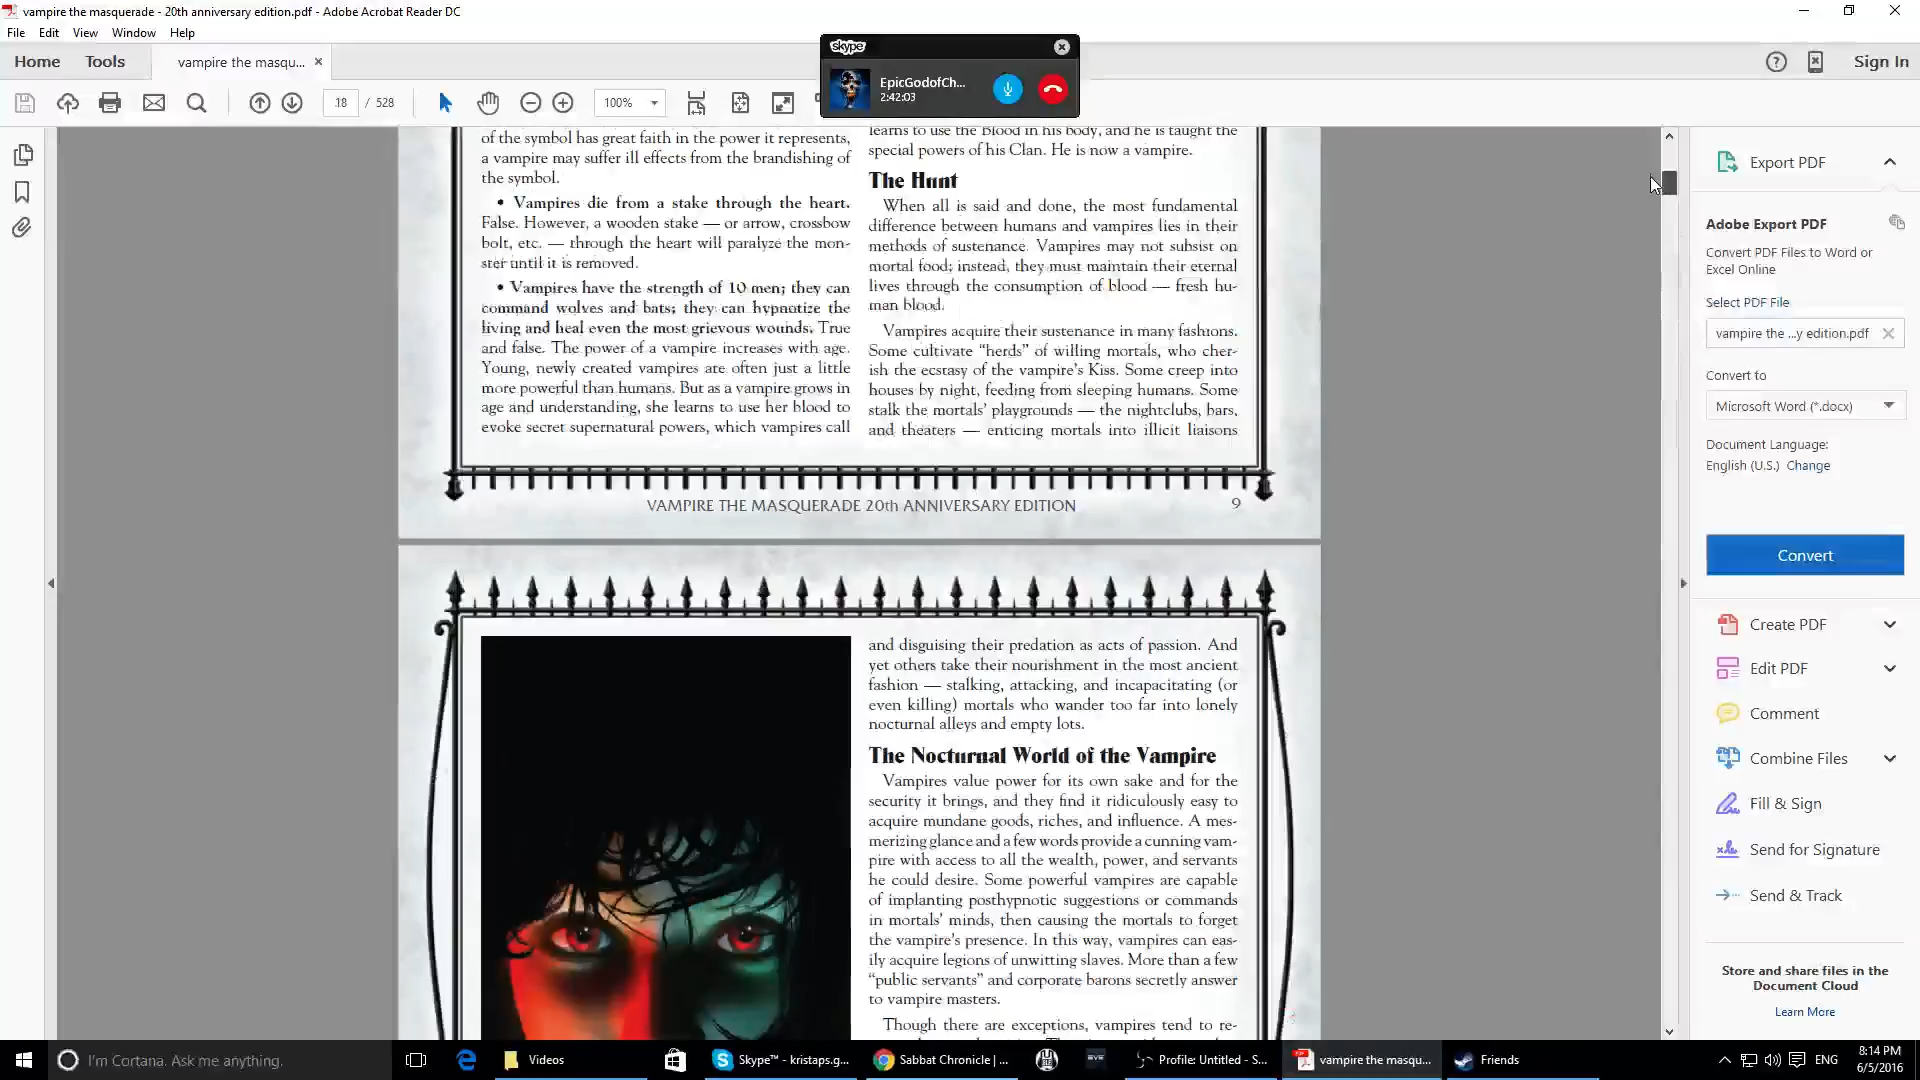 vampire the masquerade - 20th anniversary edition.pdf - Adobe Acrobat Reader DC
File Edit View Window Help
Home Tools vampire the masqu... × Sign In
18 / 528 100%
skype
EpicGodofCh...
2:42:03
of the symbol has great faith in the power it represents,
a vampire may suffer ill effects from the brandishing of
the symbol.
• Vampires die from a stake through the heart.
False. However, a wooden stake — or arrow, crossbow
bolt, etc. — through the heart will paralyze the mon-
ster until it is removed.
• Vampires have the strength of 10 men; they can
command wolves and bats; they can hypnotize the
living and heal even the most grievous wounds. True
and false. The power of a vampire increases with age.
Young, newly created vampires are often just a little
more powerful than humans. But as a vampire grows in
age and understanding, she learns to use her blood to
evoke secret supernatural powers, which vampires call
learns to use the Blood in his body, and he is taught the
special powers of his Clan. He is now a vampire.
The Hunt
When all is said and done, the most fundamental
difference between humans and vampires lies in their
methods of sustenance. Vampires may not subsist on
mortal food; instead, they must maintain their eternal
lives through the consumption of blood — fresh hu-
man blood.
Vampires acquire their sustenance in many fashions.
Some cultivate “herds” of willing mortals, who cher-
ish the ecstasy of the vampire’s Kiss. Some creep into
houses by night, feeding from sleeping humans. Some
stalk the mortals’ playgrounds — the nightclubs, bars,
and theaters — enticing mortals into illicit liaisons
VAMPIRE THE MASQUERADE 20th ANNIVERSARY EDITION 9
and disguising their predation as acts of passion. And
yet others take their nourishment in the most ancient
fashion — stalking, attacking, and incapacitating (or
even killing) mortals who wander too far into lonely
nocturnal alleys and empty lots.
The Nocturnal World of the Vampire
Vampires value power for its own sake and for the
security it brings, and they find it ridiculously easy to
acquire mundane goods, riches, and influence. A mes-
merizing glance and a few words provide a cunning vam-
pire with access to all the wealth, power, and servants
he could desire. Some powerful vampires are capable
of implanting posthypnotic suggestions or commands
in mortals’ minds, then causing the mortals to forget
the vampire’s presence. In this way, vampires can eas-
ily acquire legions of unwitting slaves. More than a few
“public servants” and corporate barons secretly answer
to vampire masters.
Though there are exceptions, vampires tend to re-
Export PDF
Adobe Export PDF
Convert PDF Files to Word or
Excel Online
Select PDF File
vampire the ...y edition.pdf
Convert to
Microsoft Word (*.docx)
Document Language:
English (U.S.) Change
Convert
Create PDF
Edit PDF
Comment
Combine Files
Fill & Sign
Send for Signature
Send & Track
Store and share files in the
Document Cloud
Learn More
I'm Cortana. Ask me anything.
Videos
Skype™ - kristaps.g...
Sabbat Chronicle | ...
Profile: Untitled - S...
vampire the masqu...
Friends
ENG
8:14 PM
6/5/2016